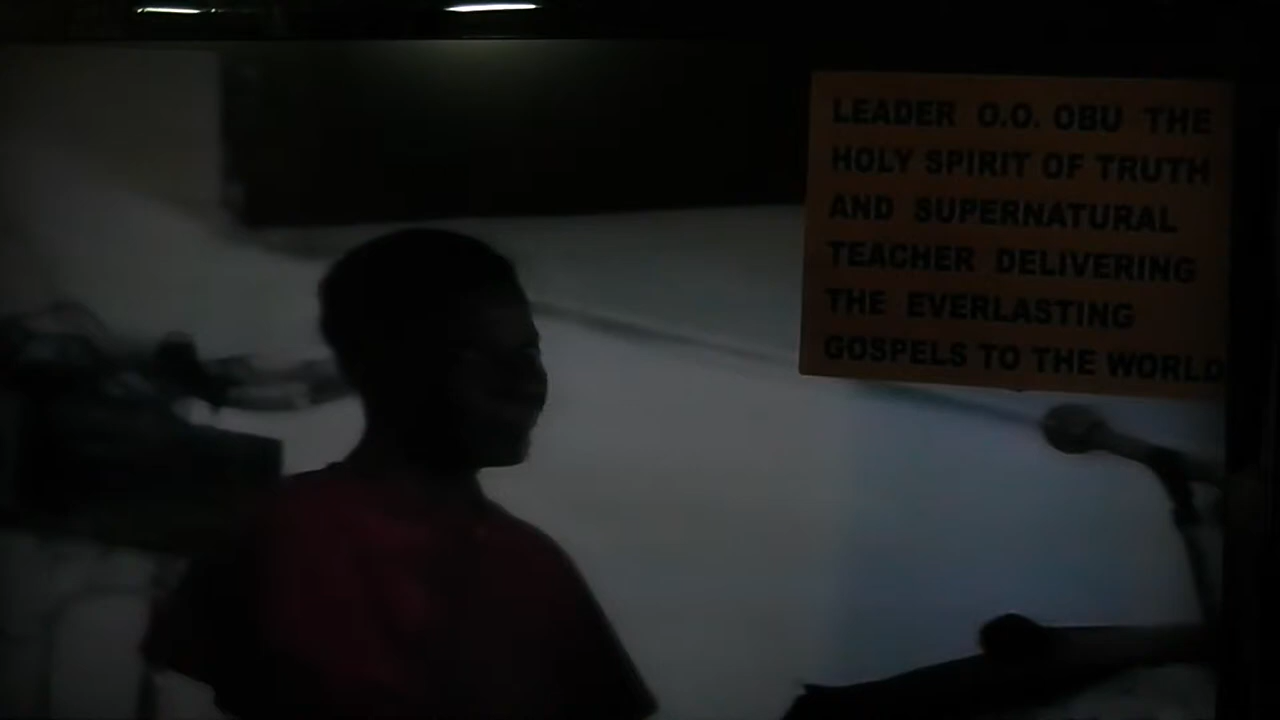 LEADER O.O. OBU THE
HOLY SPIRIT OF TRUTH
AND SUPERNATURAL
TEACHER DELIVERING
THE EVERLASTING
GOSPELS TO THE WORLD